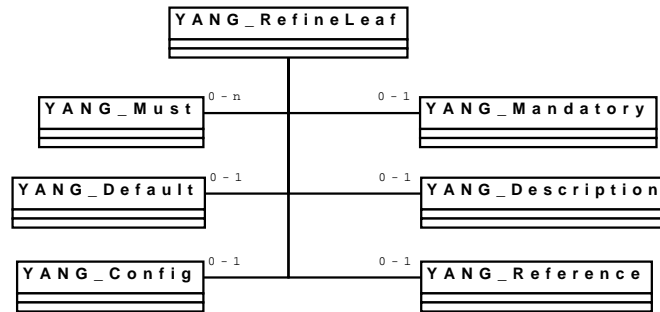 YANG_RefineLeaf
0-n
0-1
YANG_Must
YANG_Mandatory
0-1
0-1
YANG_Default
YANG_Description
0-1
0-1
YANG_Config
YANG_Reference